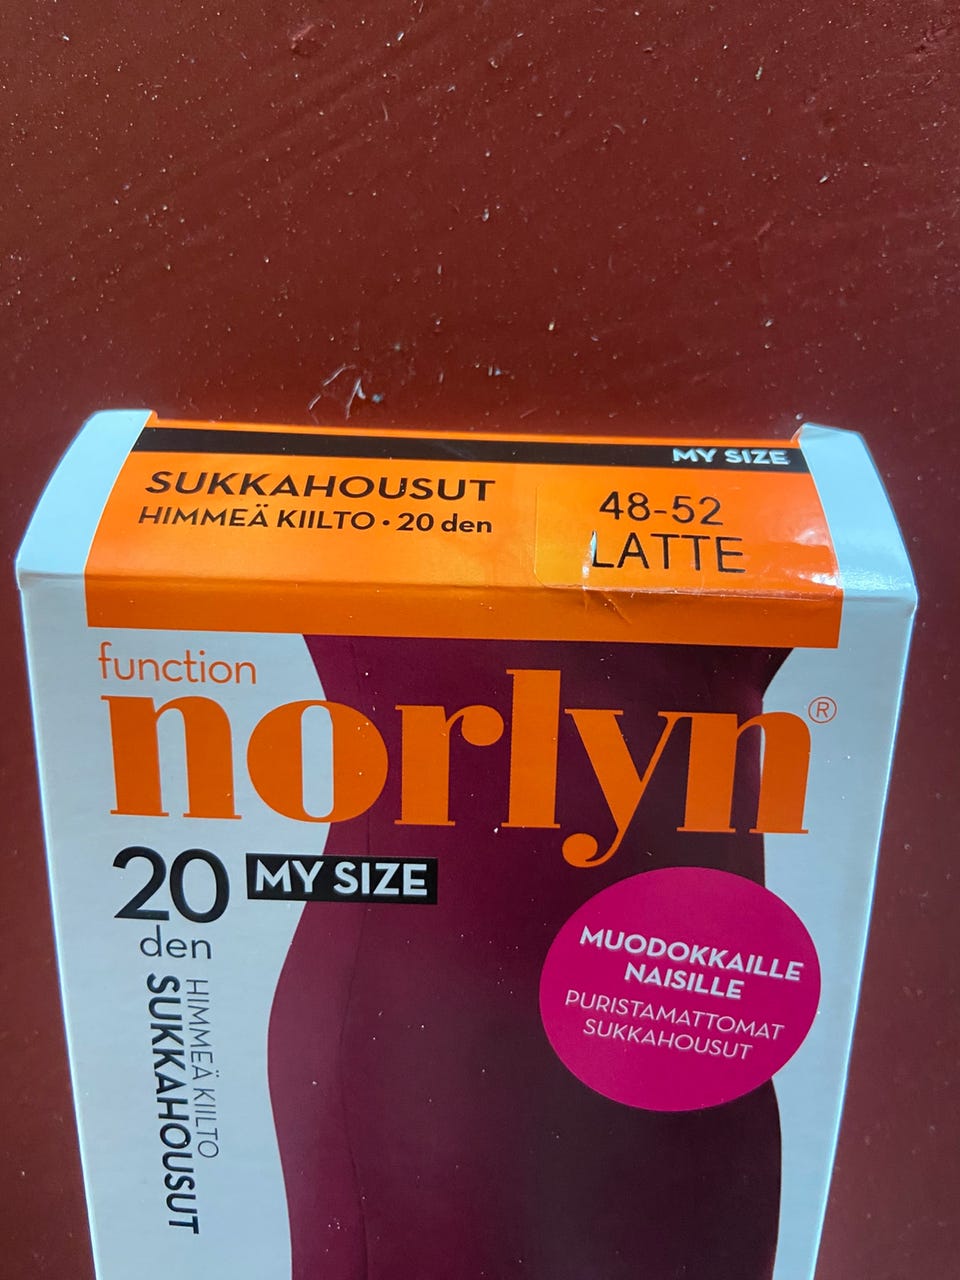 MY SIZE
SUKKAHOUSUT
HIMMEÄ KIILTO • 20 den
48-52
LATTE
function
norlyn®
20
den
MY SIZE
HIMMEÄ KIILTO
SUKKAHOUSUT
MUODOKKAILLE
NAISILLE
PURISTAMATTOMAT
SUKKAHOUSUT